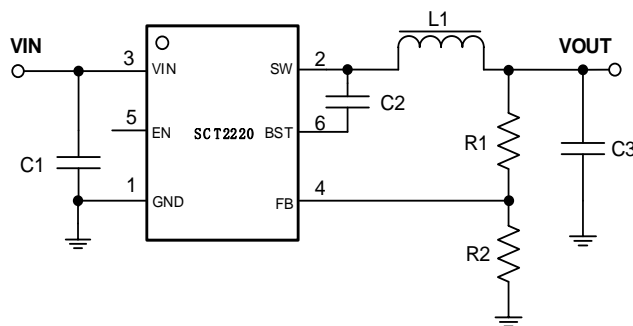 L1
VIN
VOUT
3
VIN
SW
2
C2
5
EN
SCT2220
BST
6
R1
C3
C1
1
GND
FB
4
R2